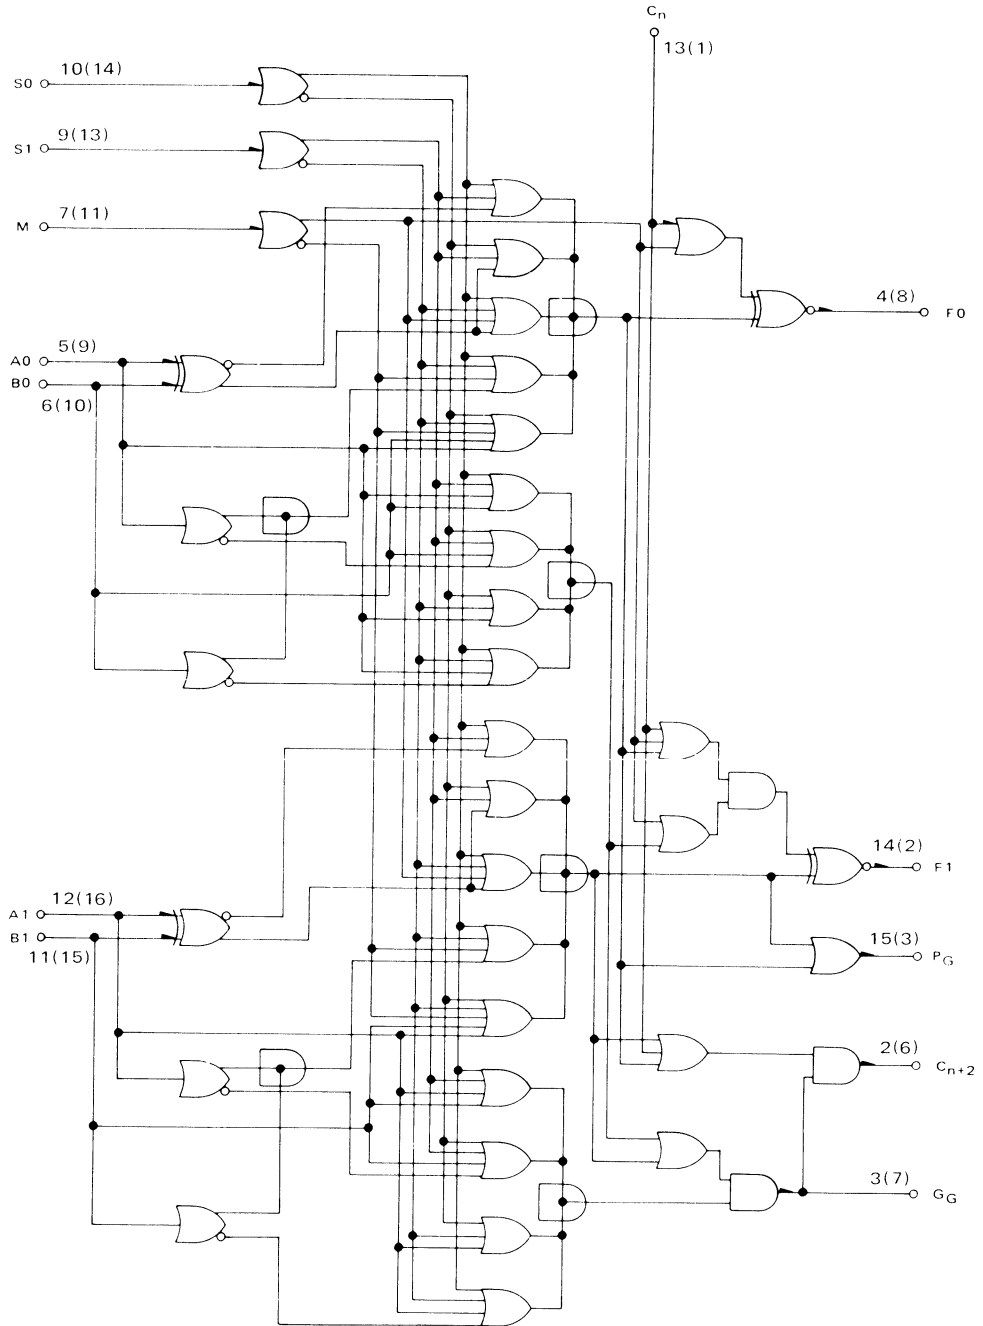 Cn
13(1)
10(14)
S0
9(13)
S1
7(11)
M
4(8)
F0
5(9)
A0
B0
6(10)
14(2)
F1
12(16)
A1
B1
11(15)
15(3)
PG
2(6)
Cn+2
3(7)
GG